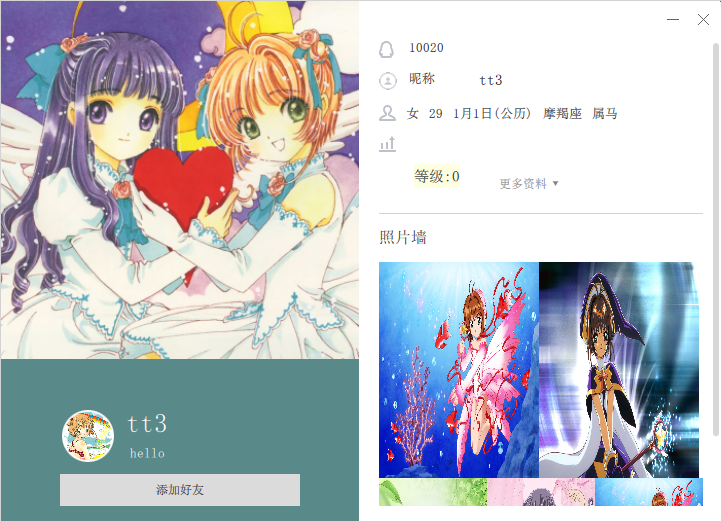 10020
昵称 tt3
女 29 1月1日(公历) 摩羯座 属马
等级:0
更多资料
照片墙
tt3
hello
添加好友